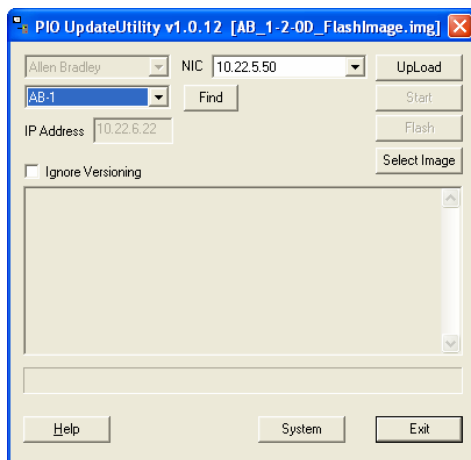 PIO UpdateUtility v1.0.12 [AB_1-2-0D_FlashImage.img]
Allen Bradley NIC 10.22.5.50 UpLoad
AB-1 Find Start
IP Address 10.22.6.22 Flash
Ignore Versioning Select Image
Help System Exit